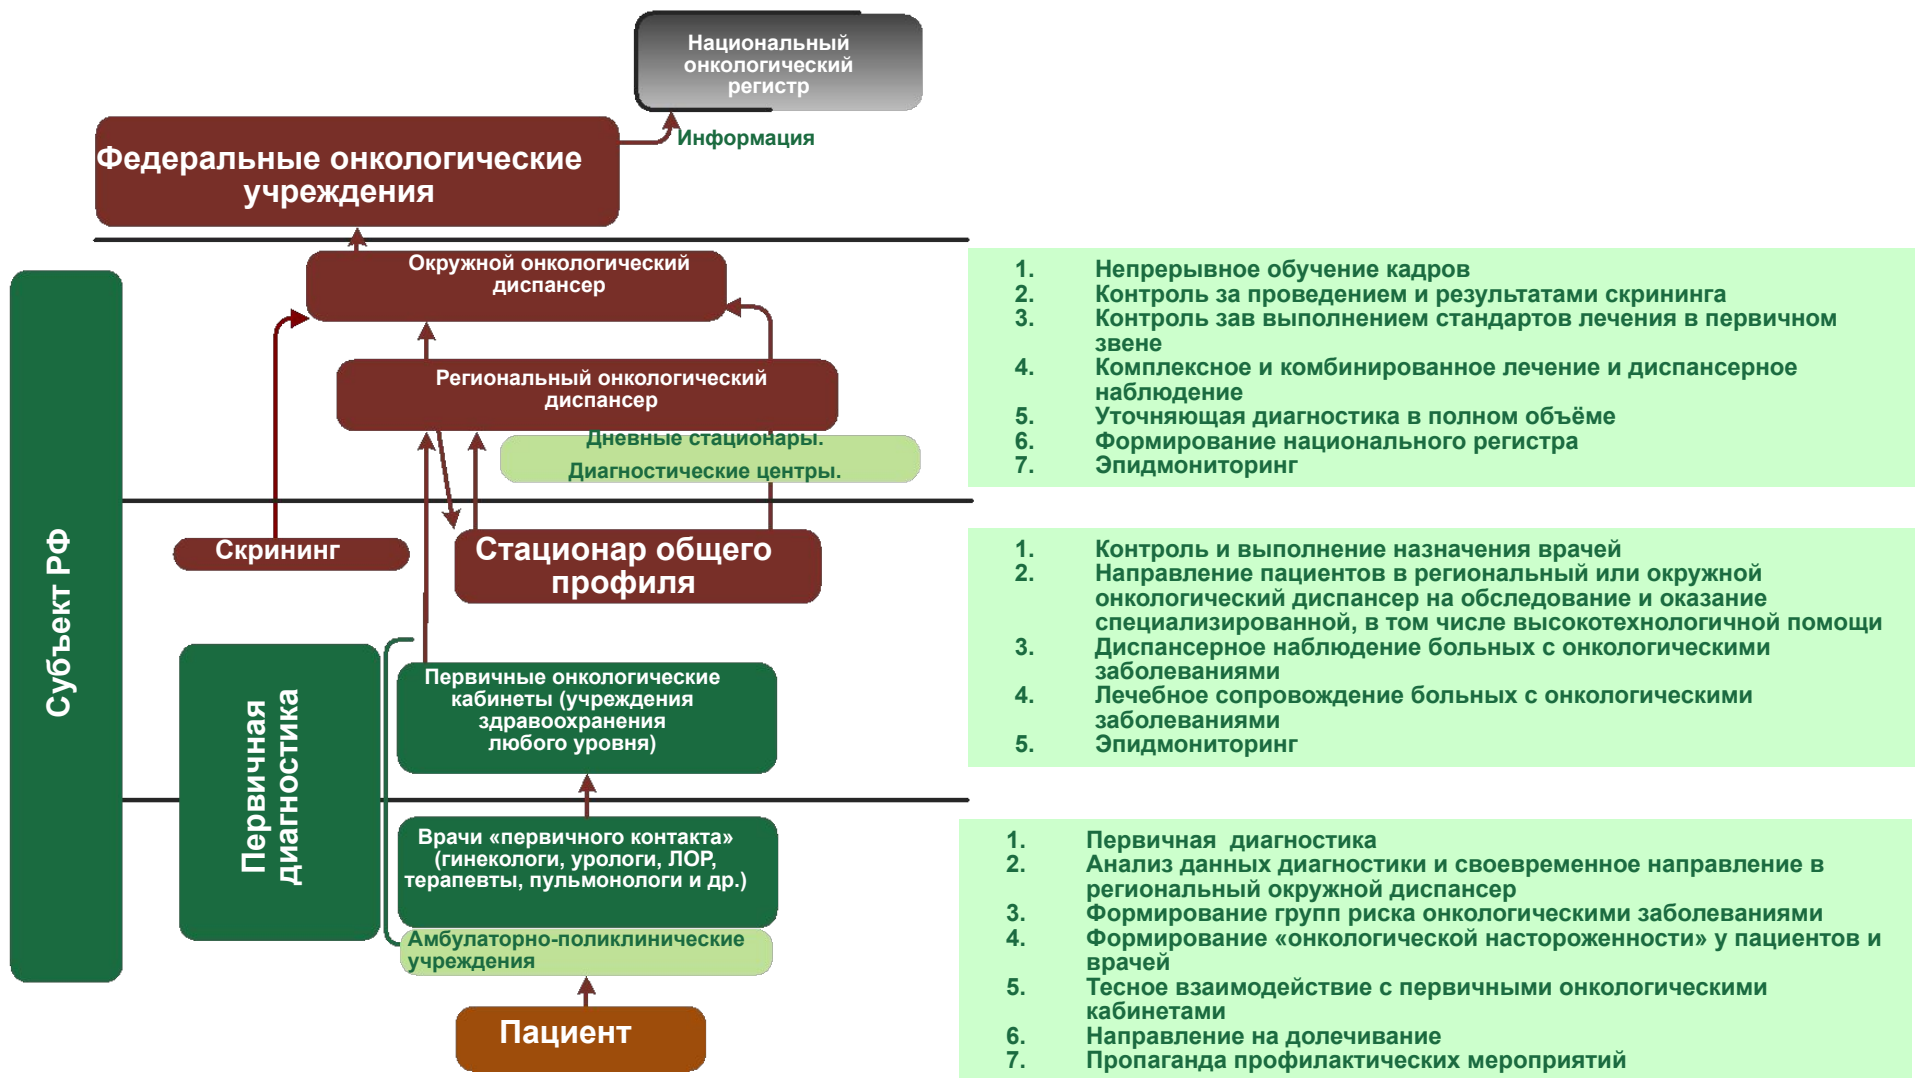 Национальный
онкологический
регистр
Информация
Федеральные онкологические
учреждения
Окружной онкологический
диспансер
Региональный онкологический
диспансер
Дневные стационары.
Диагностические центры.
Субъект РФ
Скрининг
Стационар общего
профиля
Первичная
диагностика
Первичные онкологические
кабинеты (учреждения
здравоохранения
любого уровня)
Врачи «первичного контакта»
(гинекологи, урологи, ЛОР,
терапевты, пульмонологи и др.)
Амбулаторно-поликлинические
учреждения
Пациент
1. Непрерывное обучение кадров
2. Контроль за проведением и результатами скрининга
3. Контроль зав выполнением стандартов лечения в первичном
звене
4. Комплексное и комбинированное лечение и диспансерное
наблюдение
5. Уточняющая диагностика в полном объёме
6. Формирование национального регистра
7. Эпидмониторинг
1. Контроль и выполнение назначения врачей
2. Направление пациентов в региональный или окружной
онкологический диспансер на обследование и оказание
специализированной, в том числе высокотехнологичной помощи
3. Диспансерное наблюдение больных с онкологическими
заболеваниями
4. Лечебное сопровождение больных с онкологическими
заболеваниями
5. Эпидмониторинг
1. Первичная диагностика
2. Анализ данных диагностики и своевременное направление в
региональный окружной диспансер
3. Формирование групп риска онкологическими заболеваниями
4. Формирование «онкологической настороженности» у пациентов и
врачей
5. Тесное взаимодействие с первичными онкологическими
кабинетами
6. Направление на долечивание
7. Пропаганда профилактических мероприятий